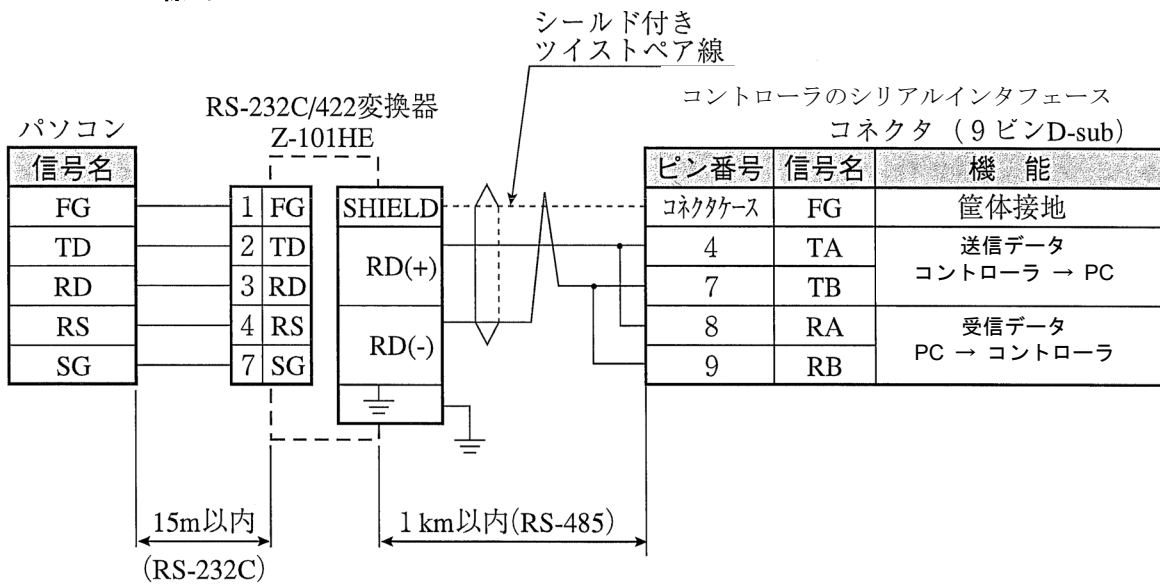 シールド付き
ツイストペア線
RS-232C/422変換器
Z-101HE
コントローラのシリアルインタフェース
コネクタ（９ピンD-sub）
パソコン
信号名
FG
TD
RD
RS
SG
1 FG
2 TD
3 RD
4 RS
7 SG
SHIELD
RD(+)
RD(-)
ピン番号 信号名 機 能
コネクタケース FG 筐体接地
4 TA 送信データ
コントローラ → PC
7 TB
8 RA 受信データ
PC → コントローラ
9 RB
15m以内
(RS-232C)
1 km以内(RS-485)